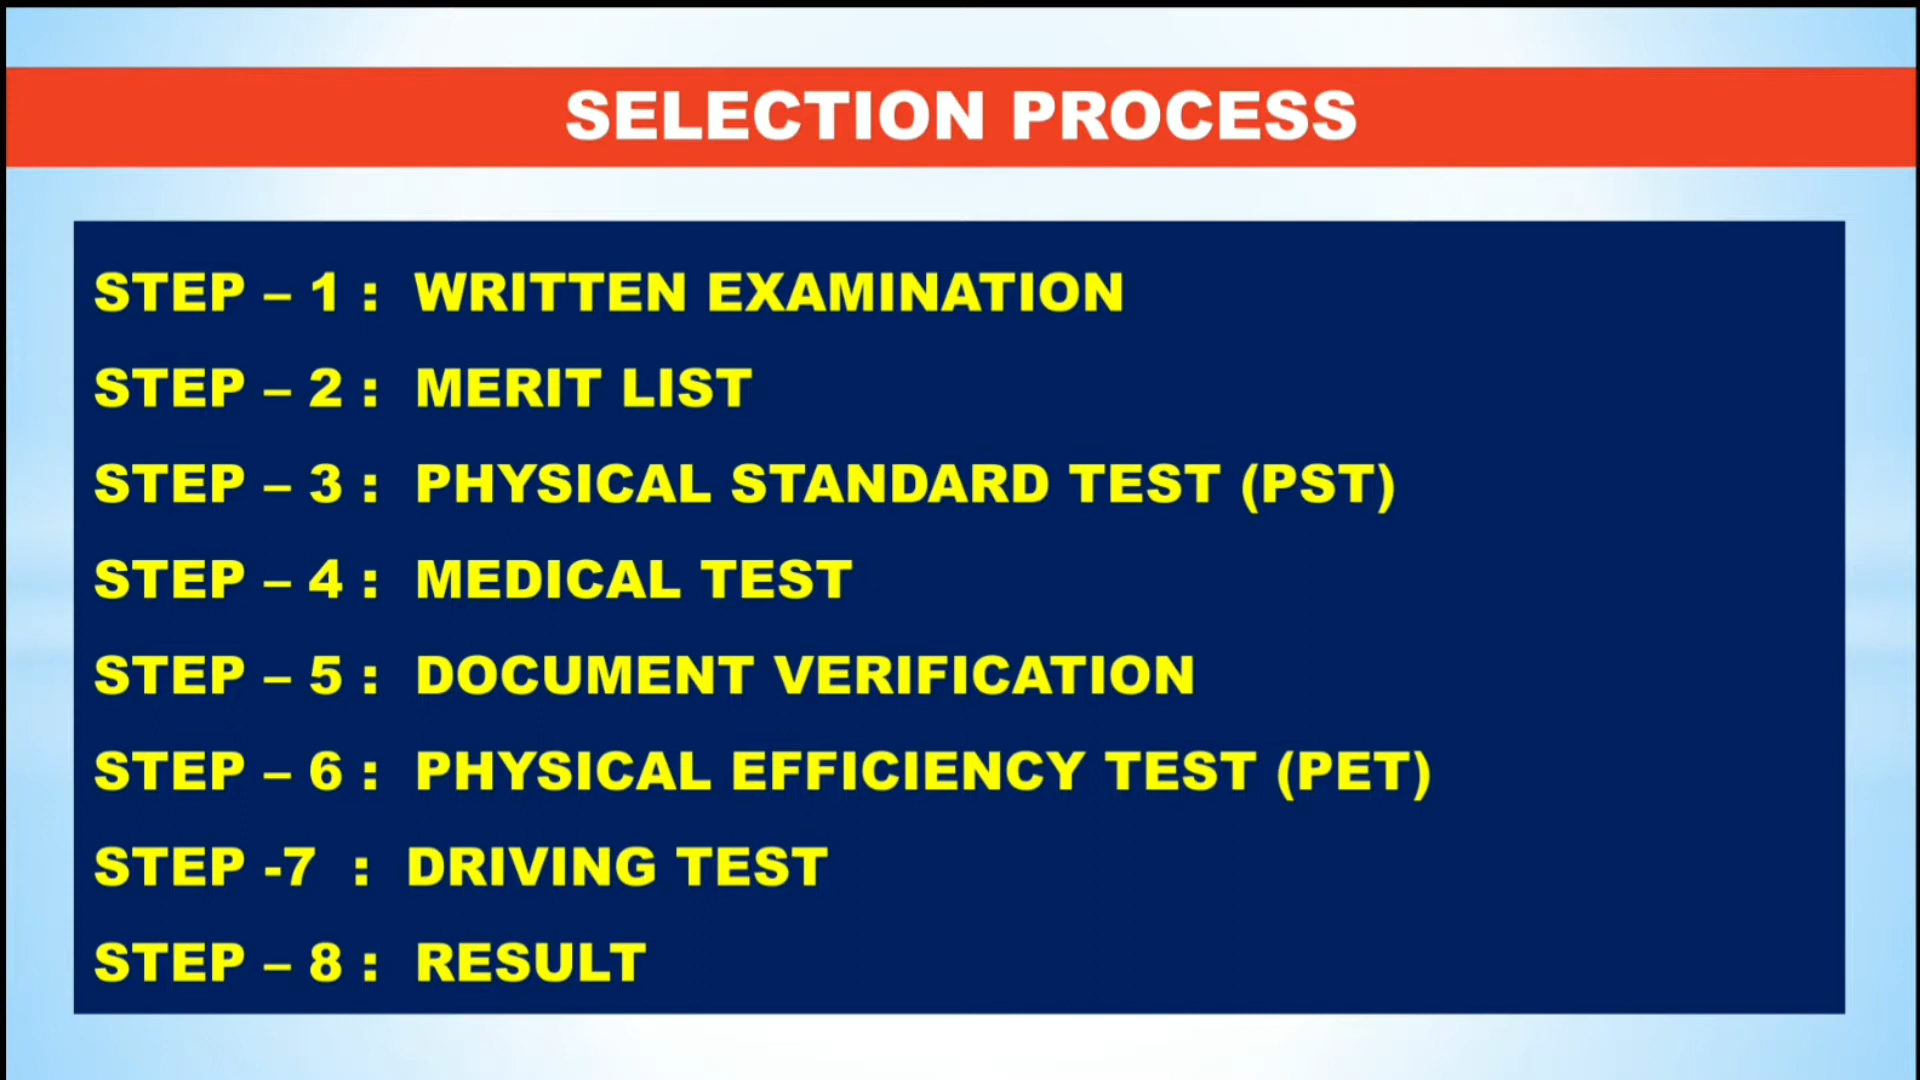 SELECTION PROCESS
STEP – 1 : WRITTEN EXAMINATION
STEP – 2 : MERIT LIST
STEP – 3 : PHYSICAL STANDARD TEST (PST)
STEP – 4 : MEDICAL TEST
STEP – 5 : DOCUMENT VERIFICATION
STEP – 6 : PHYSICAL EFFICIENCY TEST (PET)
STEP -7 : DRIVING TEST
STEP – 8 : RESULT